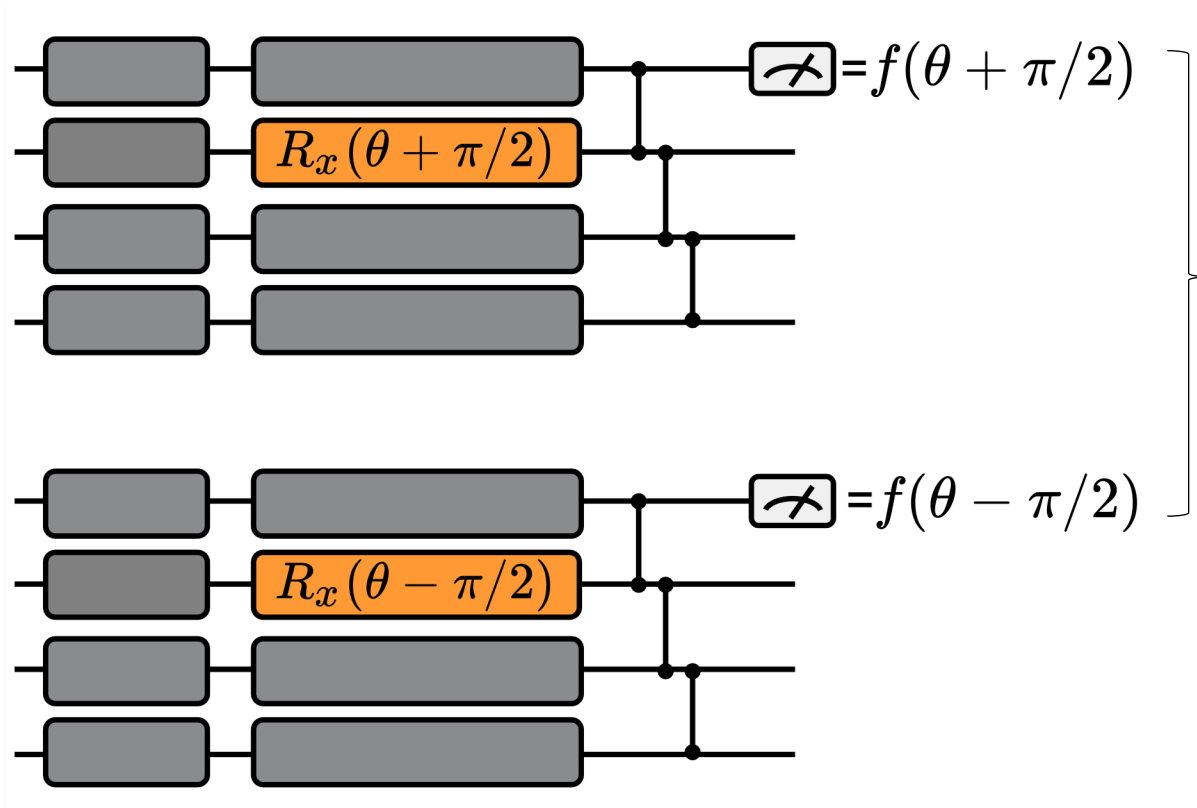 =f(θ + π/2)
R_x(θ + π/2)
=f(θ − π/2)
R_x(θ − π/2)